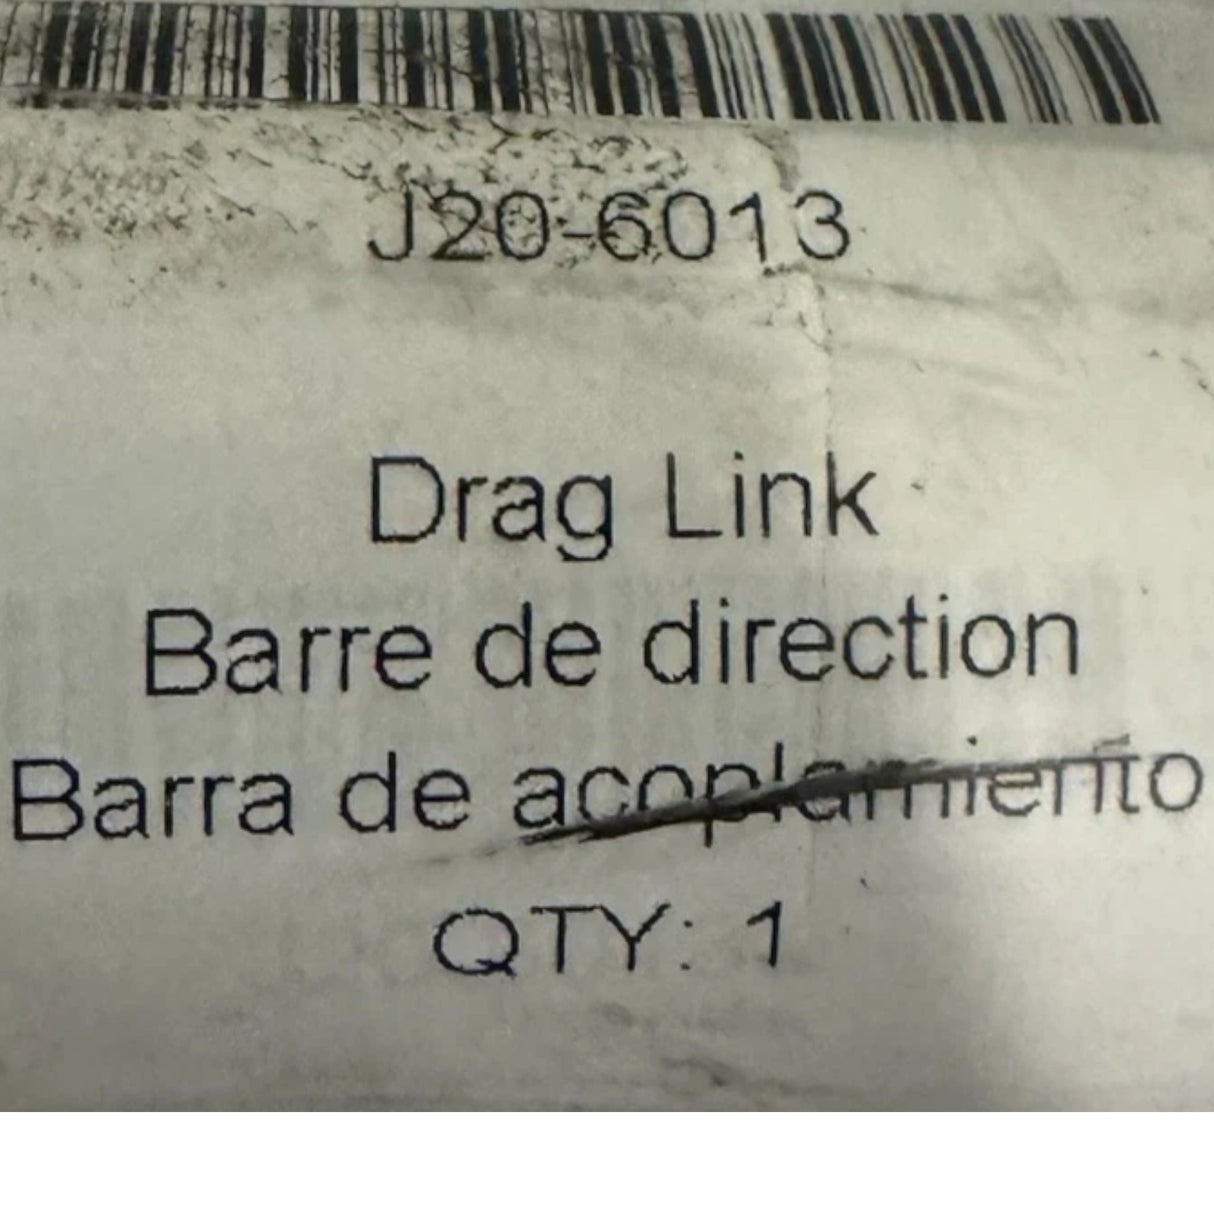 J20-6013
Drag Link
Barre de direction
Barra de acoplamiento
QTY: 1